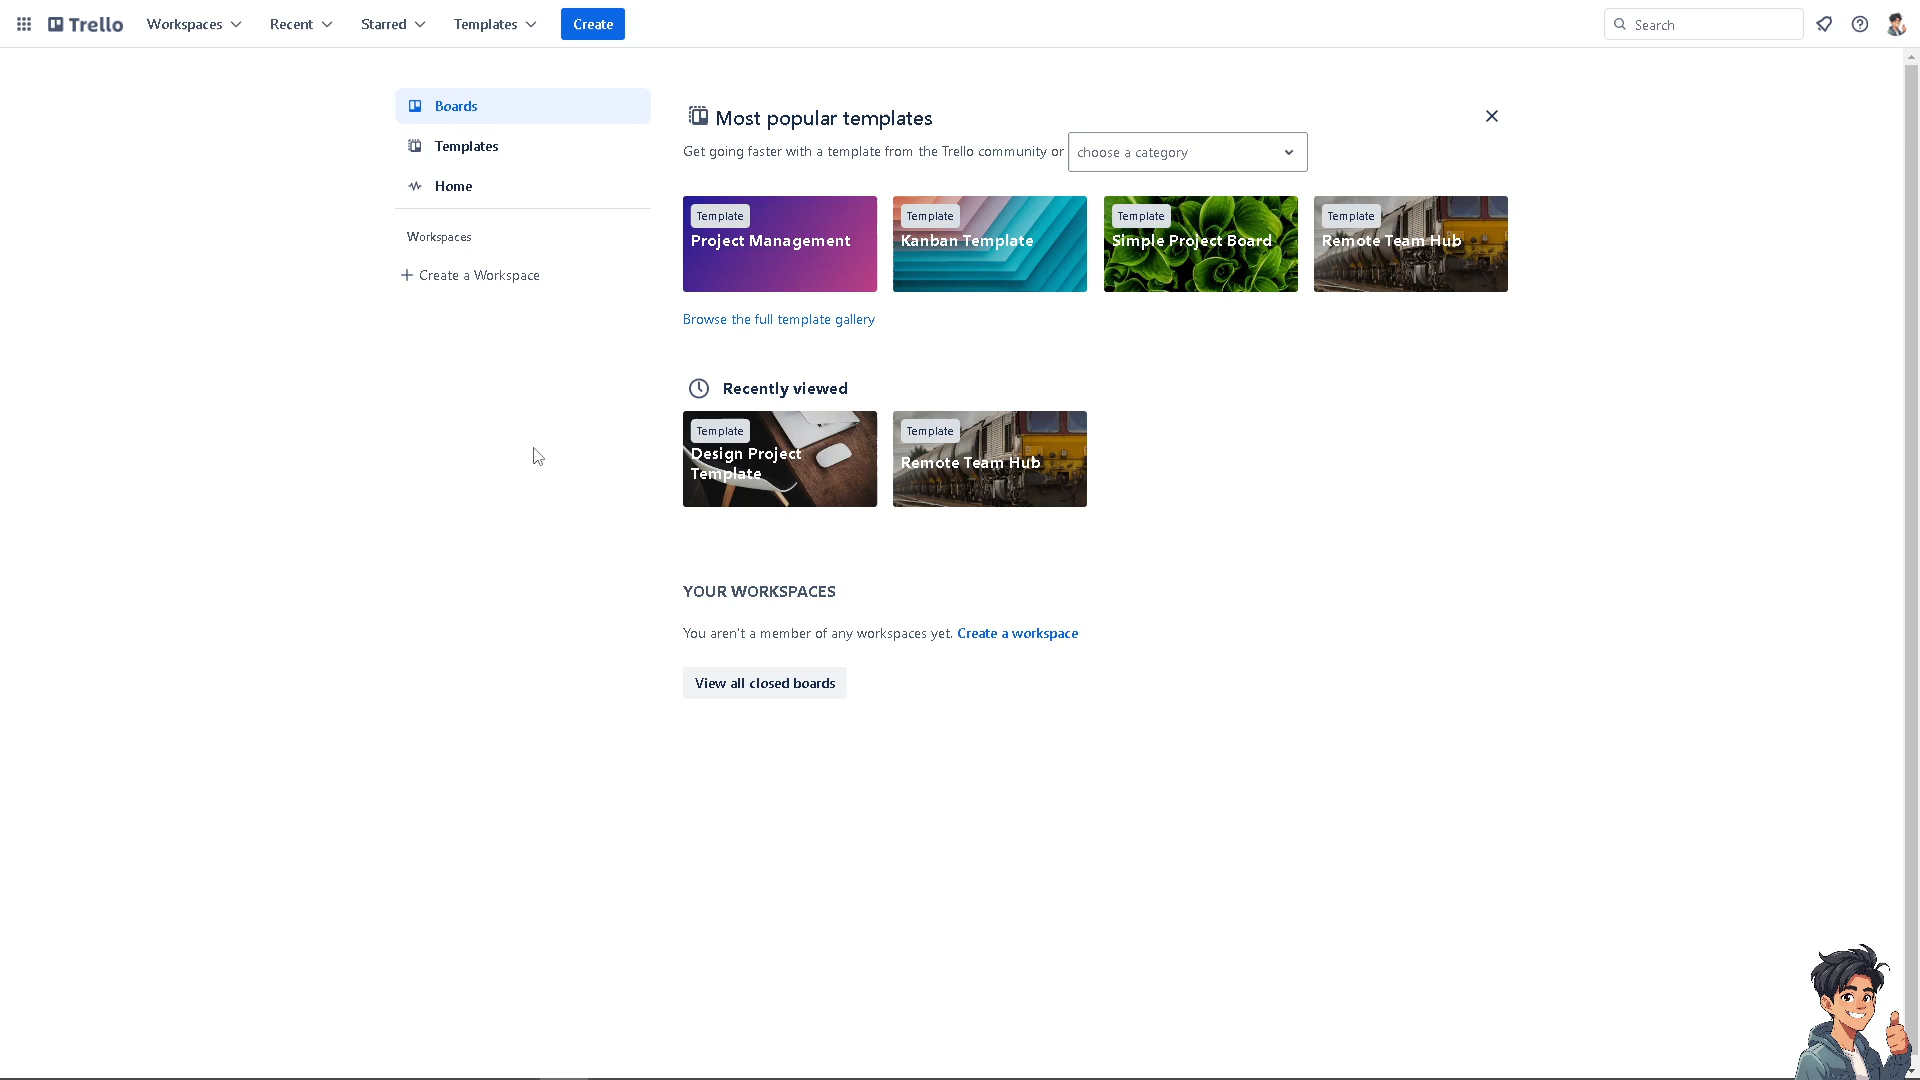 Trello Workspaces Recent Starred Templates Create Search
Boards
Templates
Home
Workspaces
+ Create a Workspace
Most popular templates
Get going faster with a template from the Trello community or choose a category
Template
Project Management
Template
Kanban Template
Template
Simple Project Board
Template
Remote Team Hub
Browse the full template gallery
Recently viewed
Template
Design Project
Template
Template
Remote Team Hub
YOUR WORKSPACES
You aren't a member of any workspaces yet. Create a workspace
View all closed boards